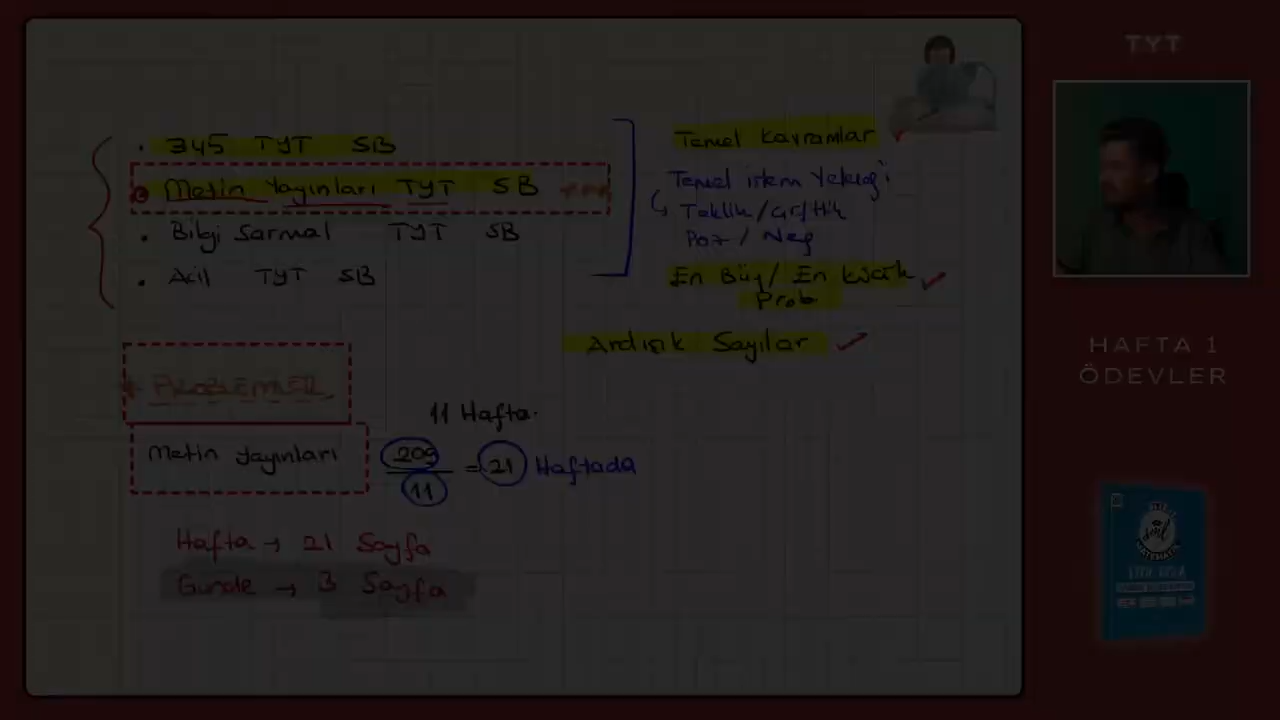 TYT
• 345 TYT SB
• Metin Yayınları TYT SB
• Bilgi Sarmal TYT SB
• Acil TYT SB
Temel Kavramlar
Temel işlem Yeteneği
Teklik/Çiftlik
Poz / Neg
En Büy/ En Küçük
Prob.
Ardışık Sayılar
PROBLEMLER
Metin Yayınları
11 Hafta.
209
11
= 21 Haftada
Hafta → 21 Sayfa
Günde → 3 Sayfa
HAFTA 1
ÖDEVLER
MATEMATİK